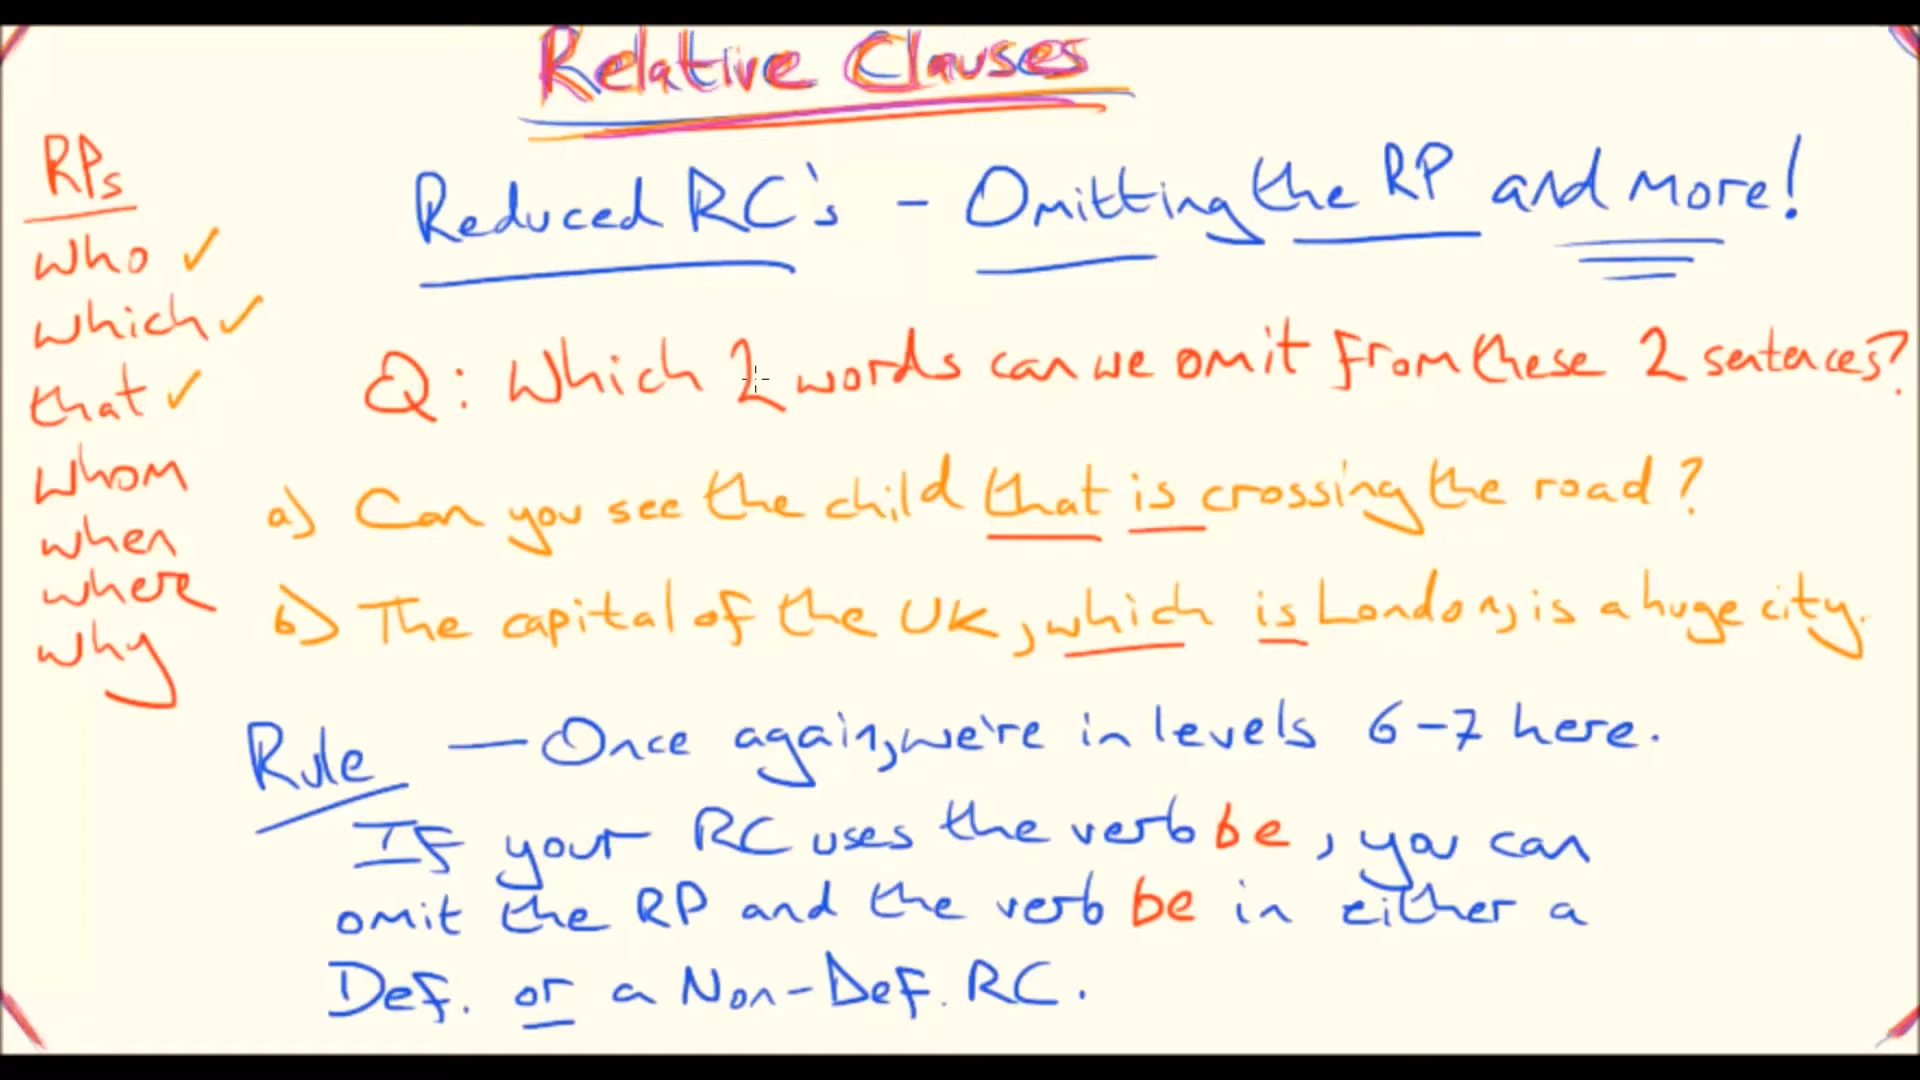 Relative Clauses
RPs
who ✓
which ✓
that ✓
whom
when
where
why
Reduced RC's - Omitting the RP and more!
Q: Which 2 words can we omit from these 2 sentences?
a) Can you see the child that is crossing the road?
b) The capital of the UK, which is London, is a huge city.
Rule — Once again, we're in levels 6-7 here.
If your RC uses the verb be, you can
omit the RP and the verb be in either a
Def. or a Non-Def. RC.